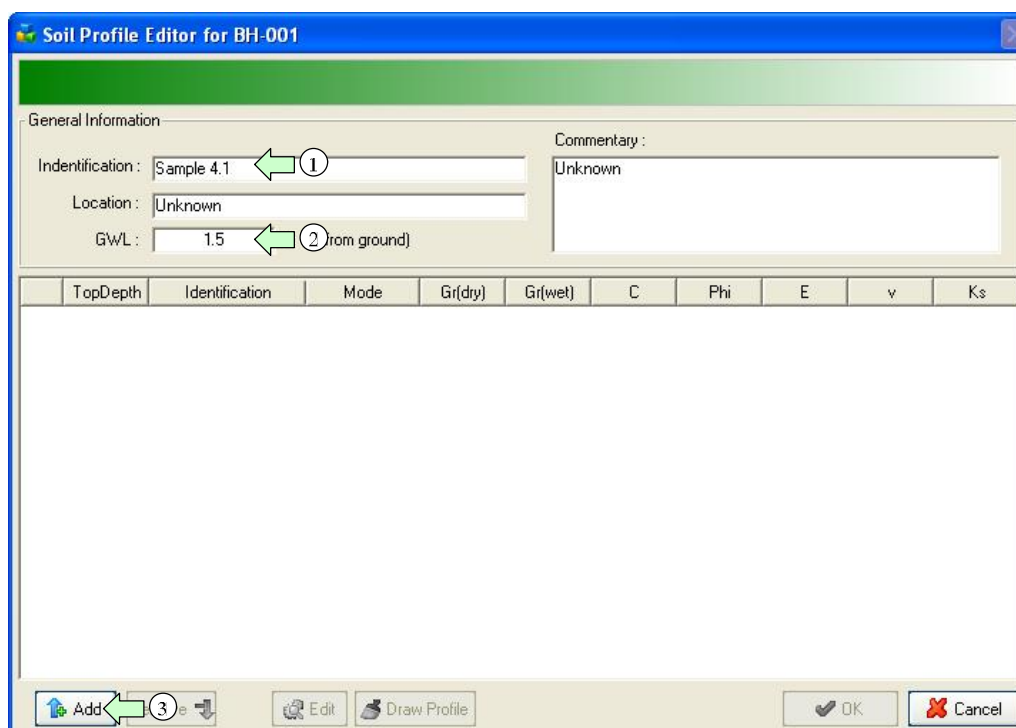 Soil Profile Editor for BH-001
General Information
Indentification : Sample 4.1 1
Commentary :
Unknown
Location : Unknown
GWL : 1.5 2 from ground)
TopDepth Identification Mode Gr(dry) Gr(wet) C Phi E v Ks
Add 3 Edit Draw Profile OK Cancel